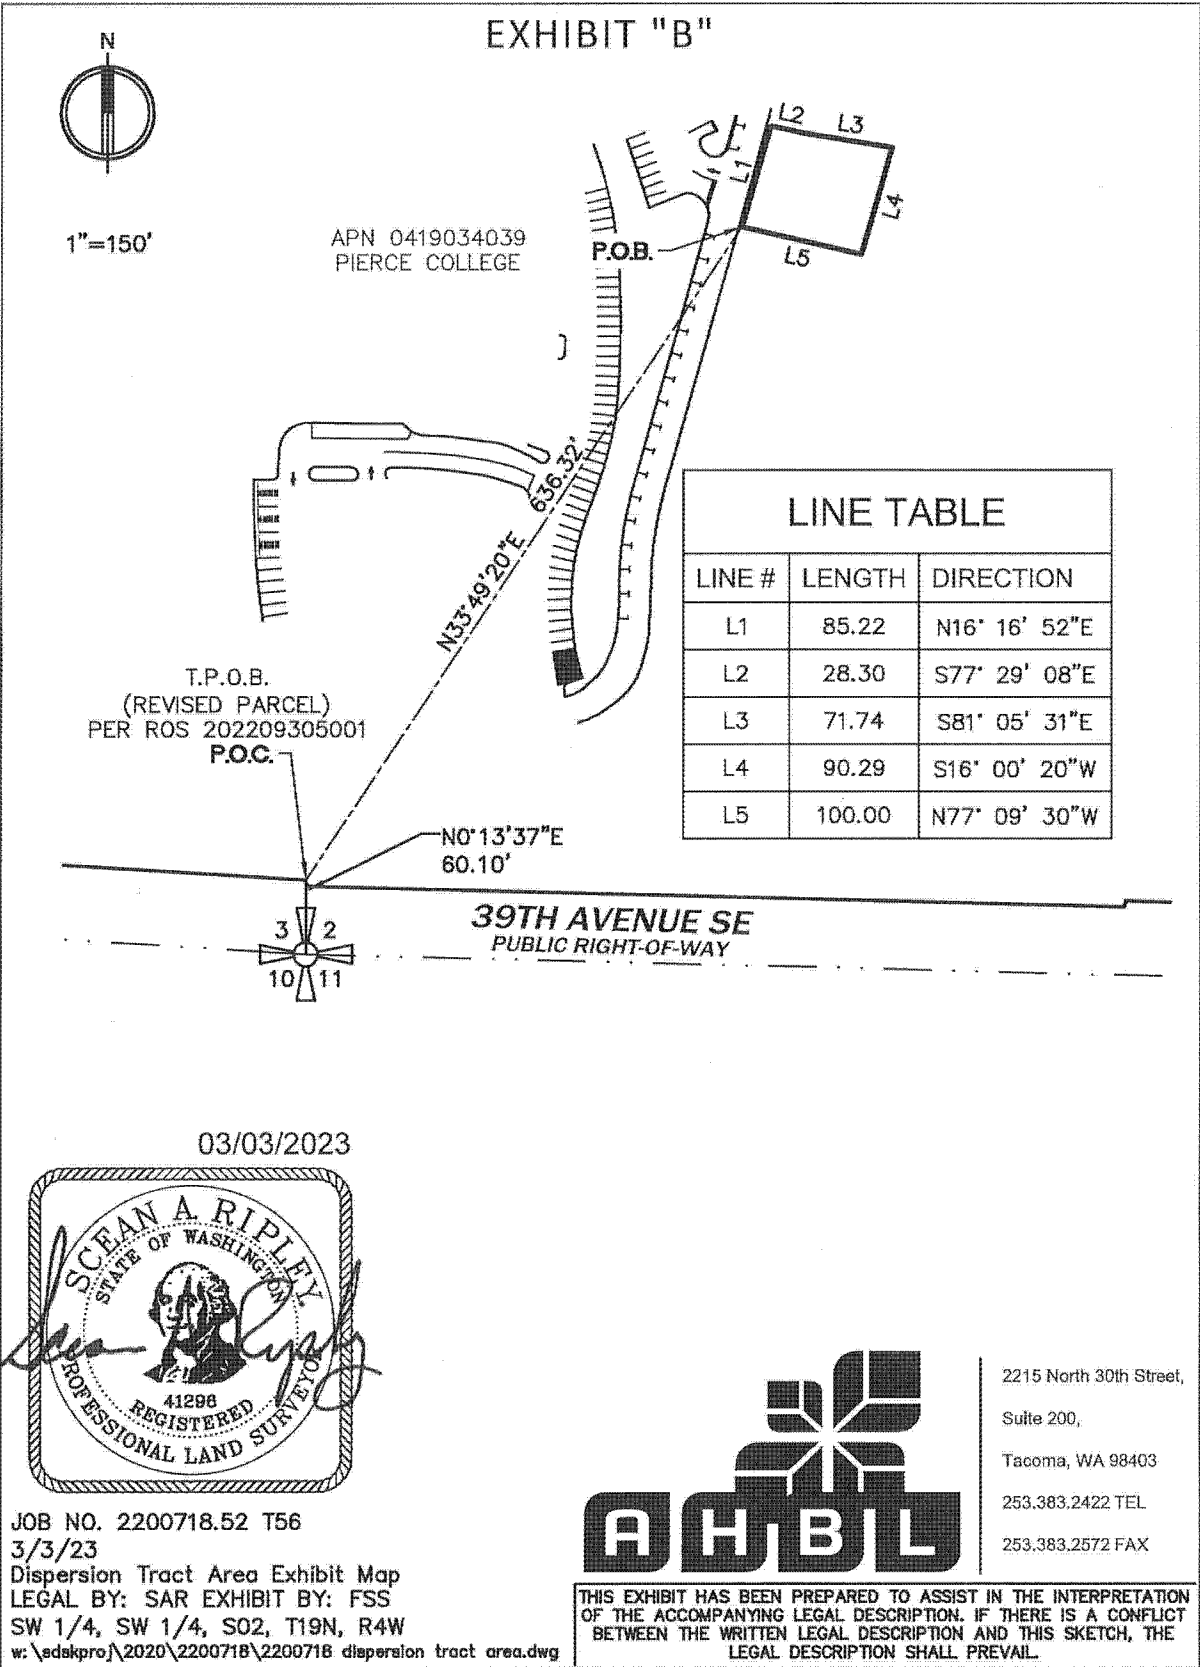 EXHIBIT "B"
N
1"=150'
APN 0419034039
PIERCE COLLEGE
L2
L3
L1
L4
P.O.B.
L5
636.32'
N33°49'20"E
LINE TABLE
LINE # LENGTH DIRECTION
L1 85.22 N16° 16' 52"E
L2 28.30 S77° 29' 08"E
L3 71.74 S81° 05' 31"E
L4 90.29 S16° 00' 20"W
L5 100.00 N77° 09' 30"W
T.P.O.B.
(REVISED PARCEL)
PER ROS 202209305001
P.O.C.
N0°13'37"E
60.10'
39TH AVENUE SE
PUBLIC RIGHT-OF-WAY
3 2
10 11
03/03/2023
SCEAN A. RIPLEY
STATE OF WASHINGTON
41296
REGISTERED
PROFESSIONAL LAND SURVEYOR
JOB NO. 2200718.52 T56
3/3/23
Dispersion Tract Area Exhibit Map
LEGAL BY: SAR EXHIBIT BY: FSS
SW 1/4, SW 1/4, S02, T19N, R4W
w:\sdskproj\2020\2200718\2200718 dispersion tract area.dwg
AHBL
2215 North 30th Street,
Suite 200,
Tacoma, WA 98403
253.383.2422 TEL
253.383.2572 FAX
THIS EXHIBIT HAS BEEN PREPARED TO ASSIST IN THE INTERPRETATION
OF THE ACCOMPANYING LEGAL DESCRIPTION. IF THERE IS A CONFLICT
BETWEEN THE WRITTEN LEGAL DESCRIPTION AND THIS SKETCH, THE
LEGAL DESCRIPTION SHALL PREVAIL.